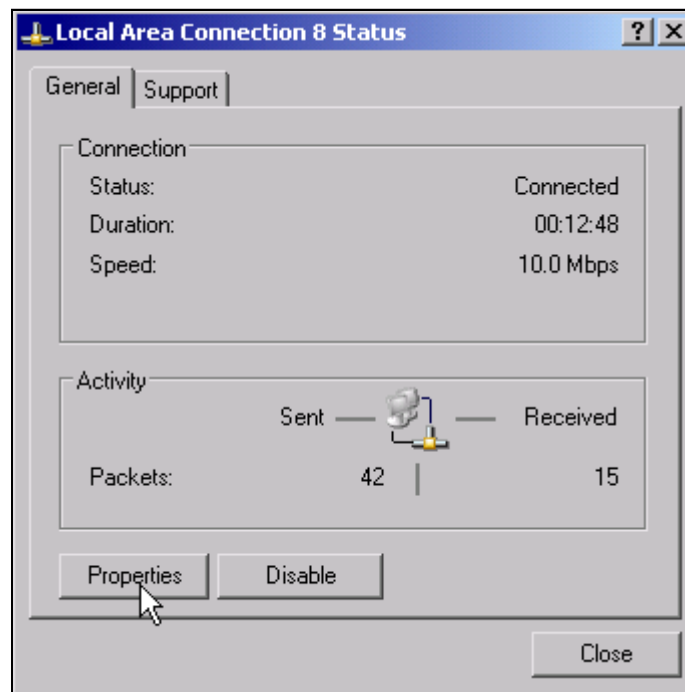 Local Area Connection 8 Status
General Support
Connection
Status: Connected
Duration: 00:12:48
Speed: 10.0 Mbps
Activity
Sent Received
Packets: 42 15
Properties Disable
Close